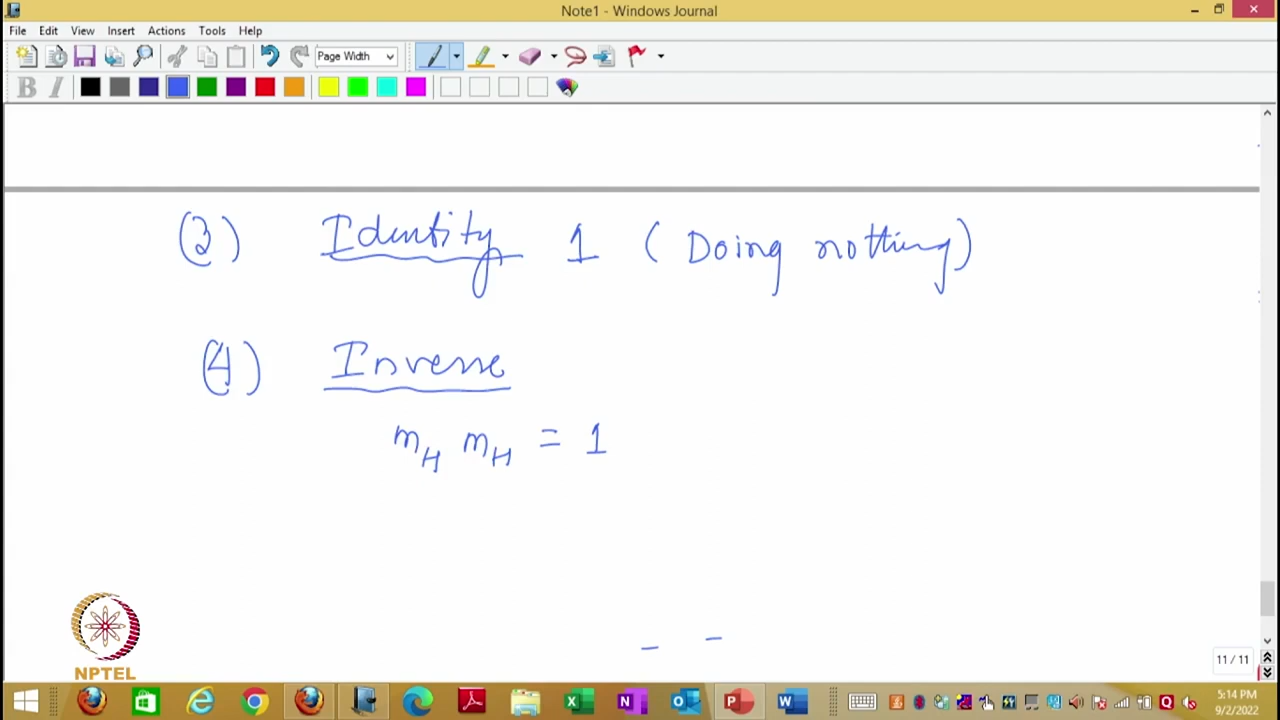 Note1 - Windows Journal
File Edit View Insert Actions Tools Help
Page Width
B I
(3) Identity 1 (Doing nothing)
(4) Inverse
m_H m_H = 1
NPTEL
11 / 11
5:14 PM
9/2/2022